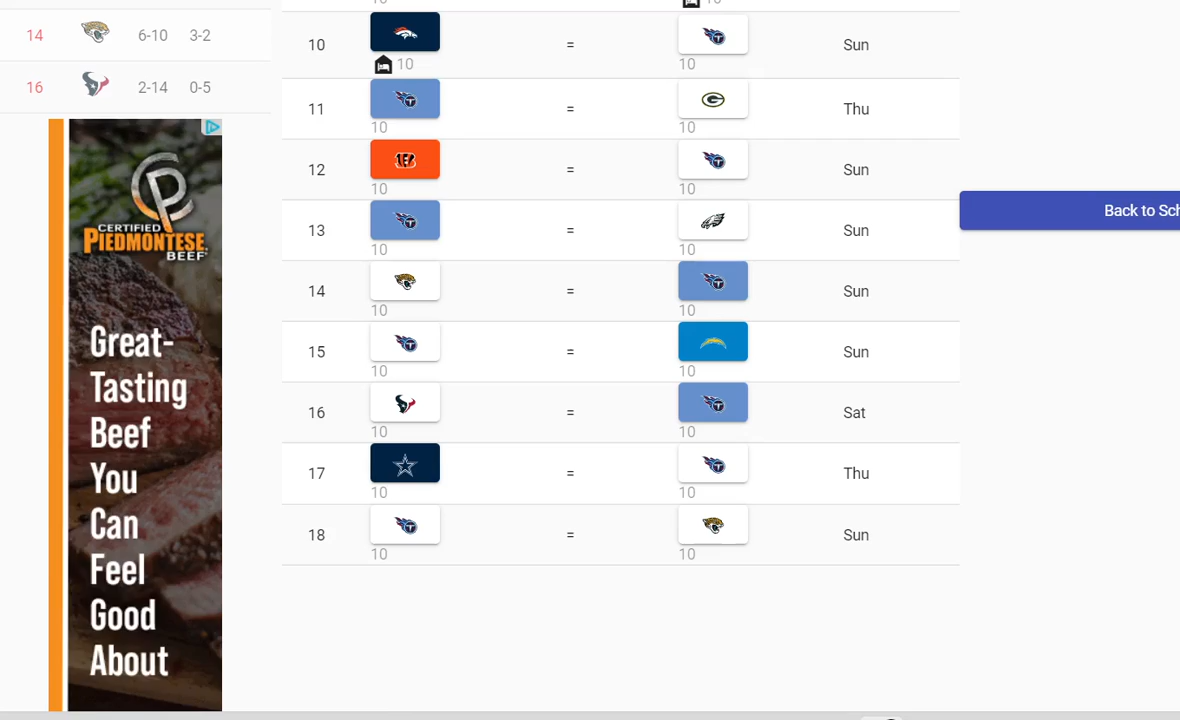 14 6-10 3-2
16 2-14 0-5
CERTIFIED
PIEDMONTESE.
BEEF
Great-
Tasting
Beef
You
Can
Feel
Good
About
10 = Sun
10 10
11 = G Thu
10 10
12 = Sun
10 10
13 = Sun
10 10
14 = Sun
10 10
15 = Sun
10 10
16 = Sat
10 10
17 = Thu
10 10
18 = Sun
10 10
Back to Sch